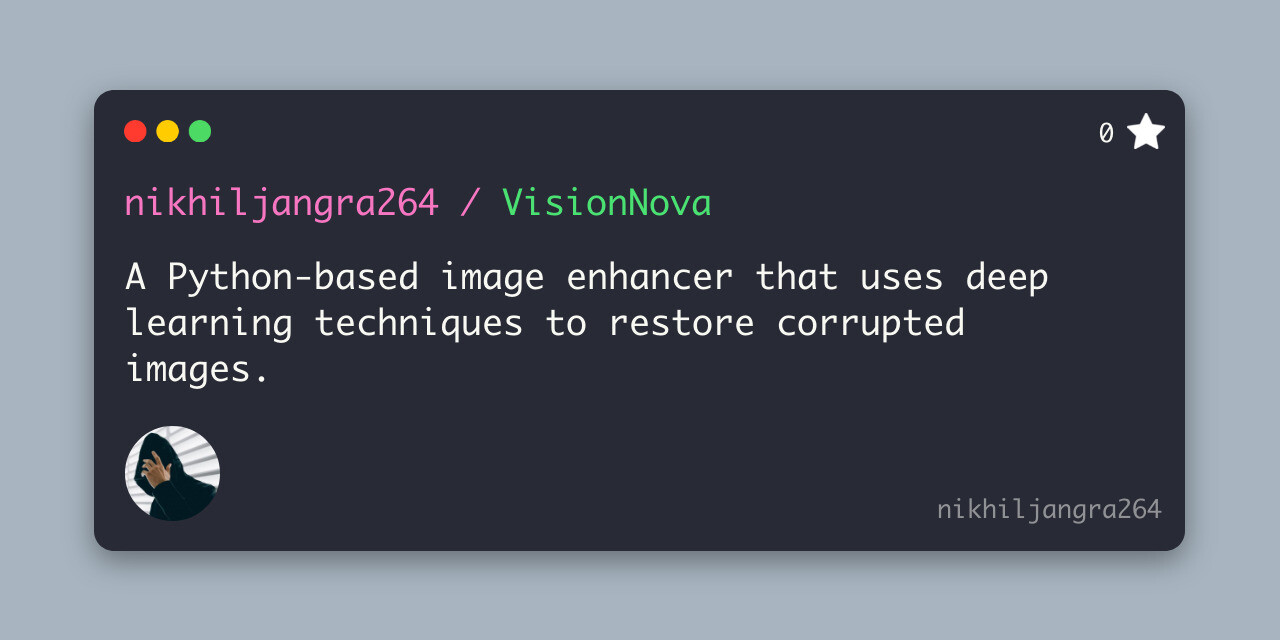 0
nikhiljangra264 / VisionNova
A Python-based image enhancer that uses deep
learning techniques to restore corrupted
images.
nikhiljangra264